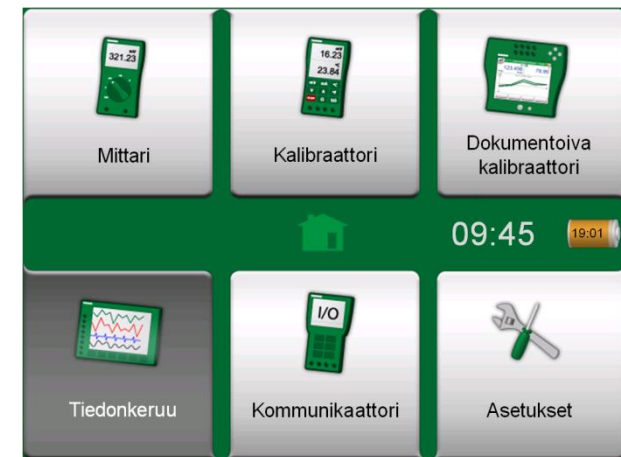 321.23
16.23
23.84
Mittari
Kalibraattori
Dokumentoiva
kalibraattori
09:45
19:01
I/O
Tiedonkeruu
Kommunikaattori
Asetukset